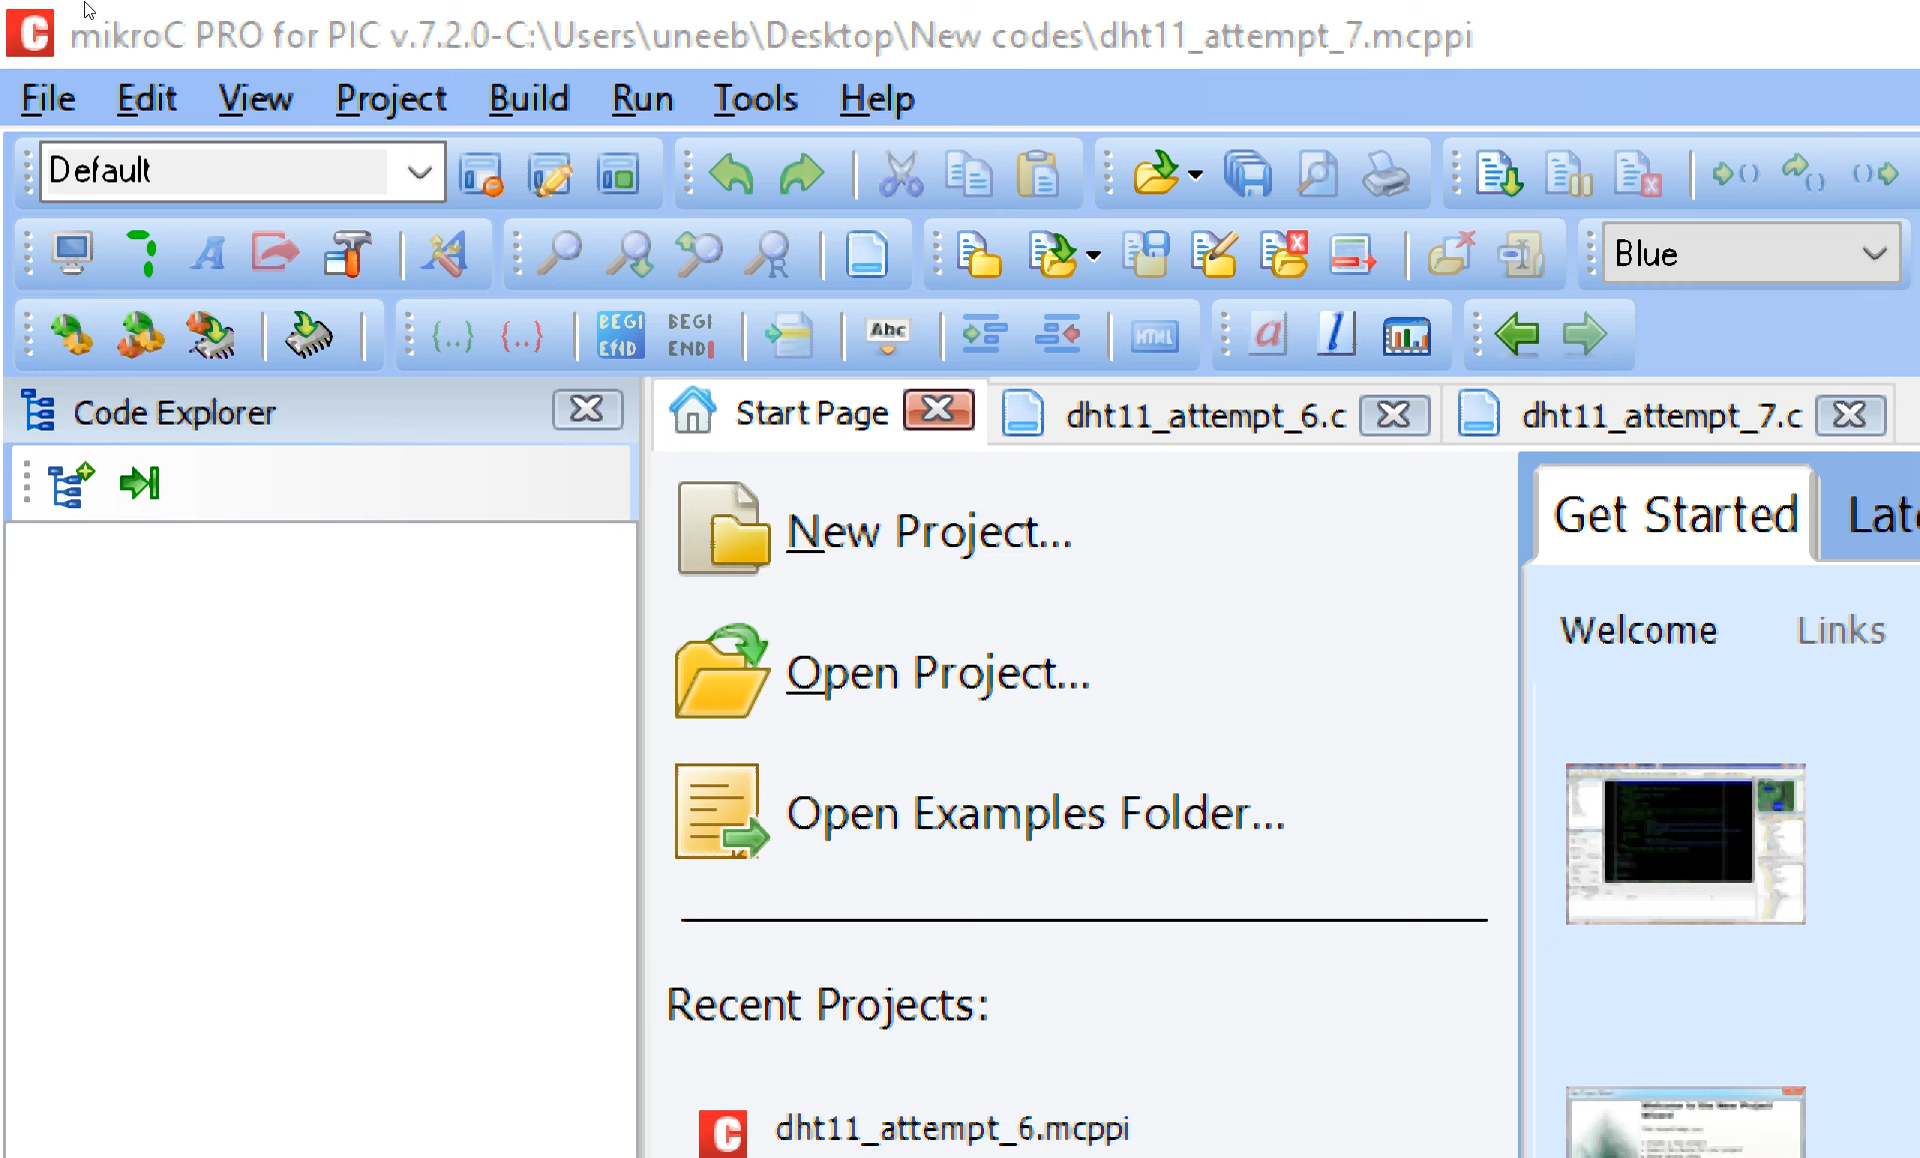 mikroC PRO for PIC v.7.2.0-C:\Users\uneeb\Desktop\New codes\dht11_attempt_7.mcppi
File Edit View Project Build Run Tools Help
Default
Blue
BEGI BEGI Abc HTML
END END
Code Explorer
Start Page dht11_attempt_6.c dht11_attempt_7.c
New Project...
Get Started
Open Project...
Welcome Links
Open Examples Folder...
Recent Projects:
dht11_attempt_6.mcppi